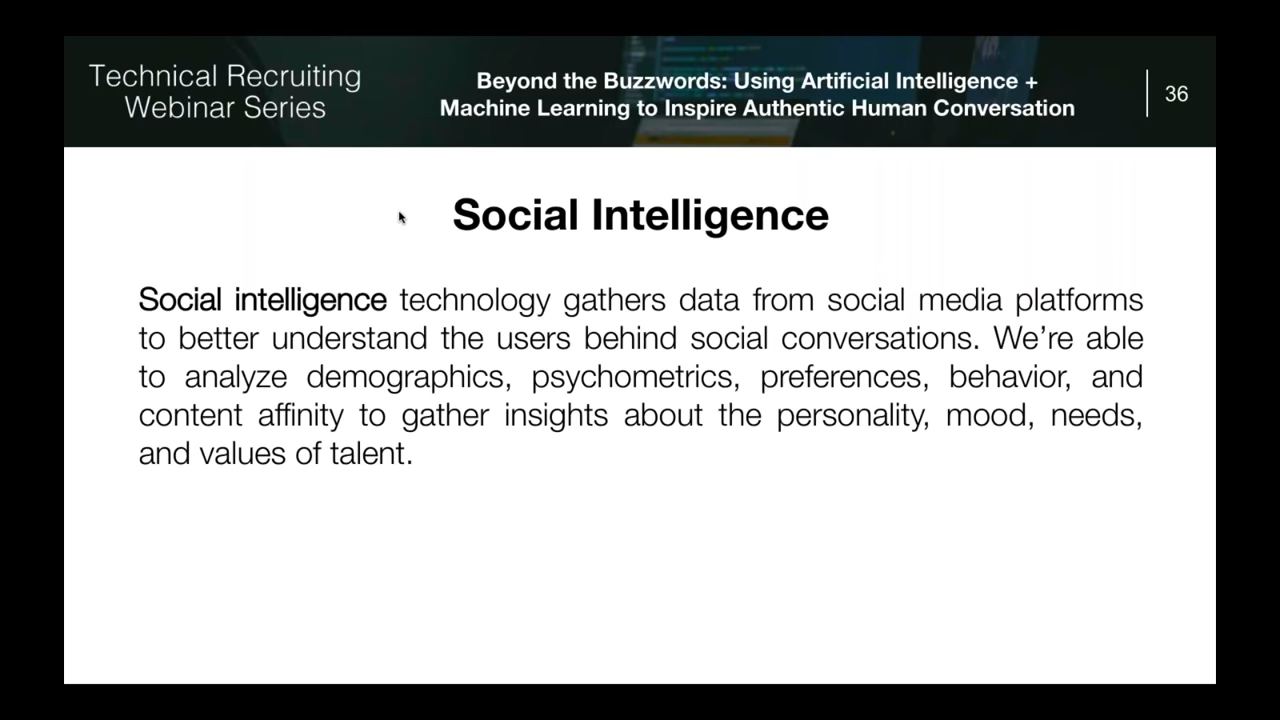 Technical Recruiting
Webinar Series
Beyond the Buzzwords: Using Artificial Intelligence +
Machine Learning to Inspire Authentic Human Conversation
36
Social Intelligence
Social intelligence technology gathers data from social media platforms
to better understand the users behind social conversations. We’re able
to analyze demographics, psychometrics, preferences, behavior, and
content affinity to gather insights about the personality, mood, needs,
and values of talent.